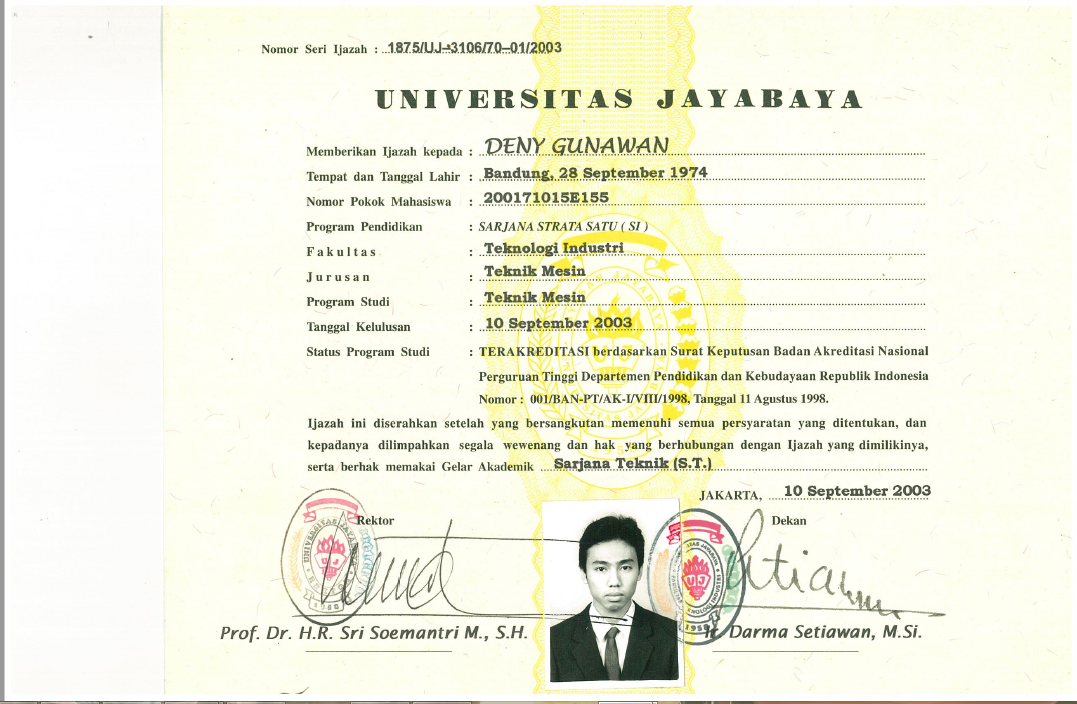 Nomor Seri Ijazah : 1875/UJ-3106/70-01/2003
UNIVERSITAS JAYABAYA
Memberikan Ijazah kepada : DENY GUNAWAN
Tempat dan Tanggal Lahir : Bandung, 28 September 1974
Nomor Pokok Mahasiswa : 200171015E155
Program Pendidikan : SARJANA STRATA SATU ( SI )
Fakultas : Teknologi Industri
Jurusan : Teknik Mesin
Program Studi : Teknik Mesin
Tanggal Kelulusan : 10 September 2003
Status Program Studi : TERAKREDITASI berdasarkan Surat Keputusan Badan Akreditasi Nasional
Perguruan Tinggi Departemen Pendidikan dan Kebudayaan Republik Indonesia
Nomor : 001/BAN-PT/AK-I/VIII/1998, Tanggal 11 Agustus 1998.
Ijazah ini diserahkan setelah yang bersangkutan memenuhi semua persyaratan yang ditentukan, dan
kepadanya dilimpahkan segala wewenang dan hak yang berhubungan dengan Ijazah yang dimilikinya,
serta berhak memakai Gelar Akademik Sarjana Teknik (S.T.)
JAKARTA, 10 September 2003
Rektor Dekan
Prof. Dr. H.R. Sri Soemantri M., S.H. Ir. Darma Setiawan, M.Si.